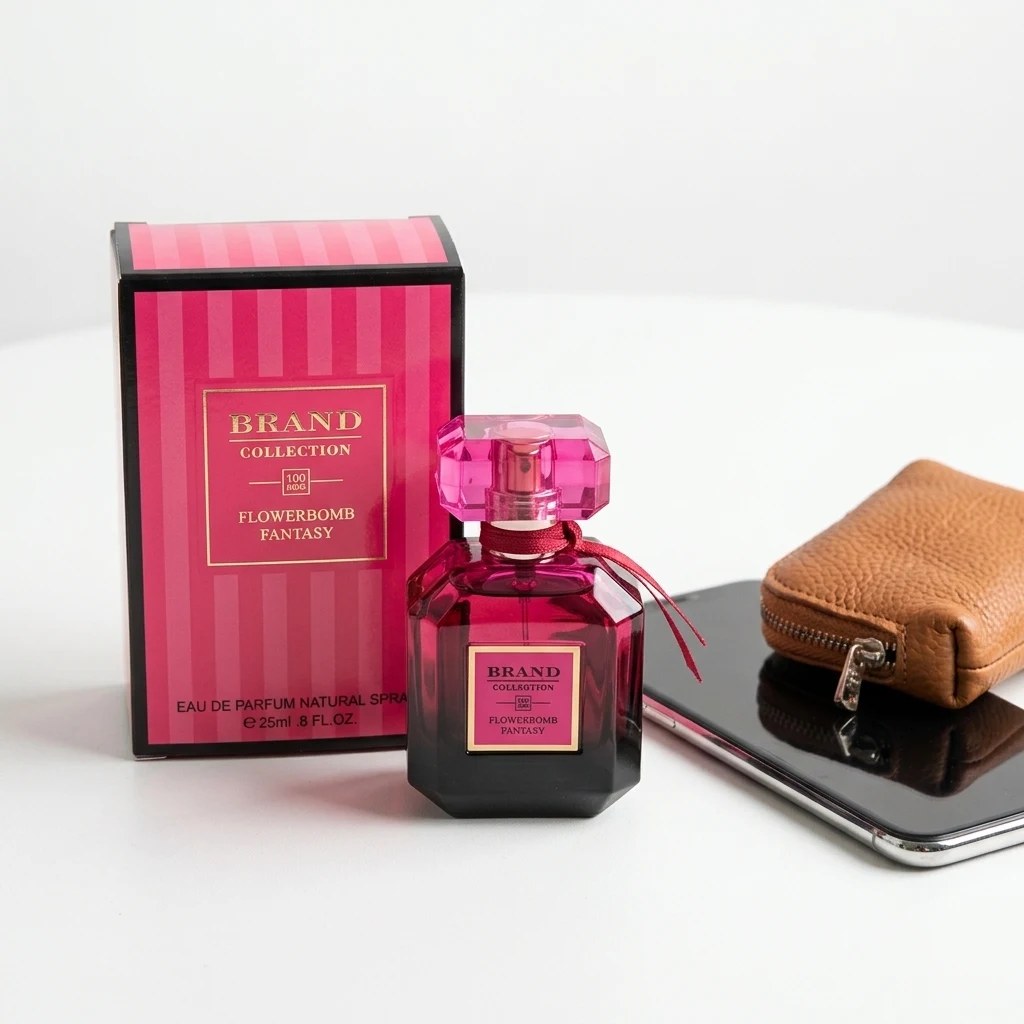 BRAND
COLLECTION
100
FLOWERBOMB
FANTASY
EAU DE PARFUM NATURAL SPRA
℮ 25ml .8 FL.OZ.
BRAND
COLLECTION
FLOWERBOMB
FANTASY